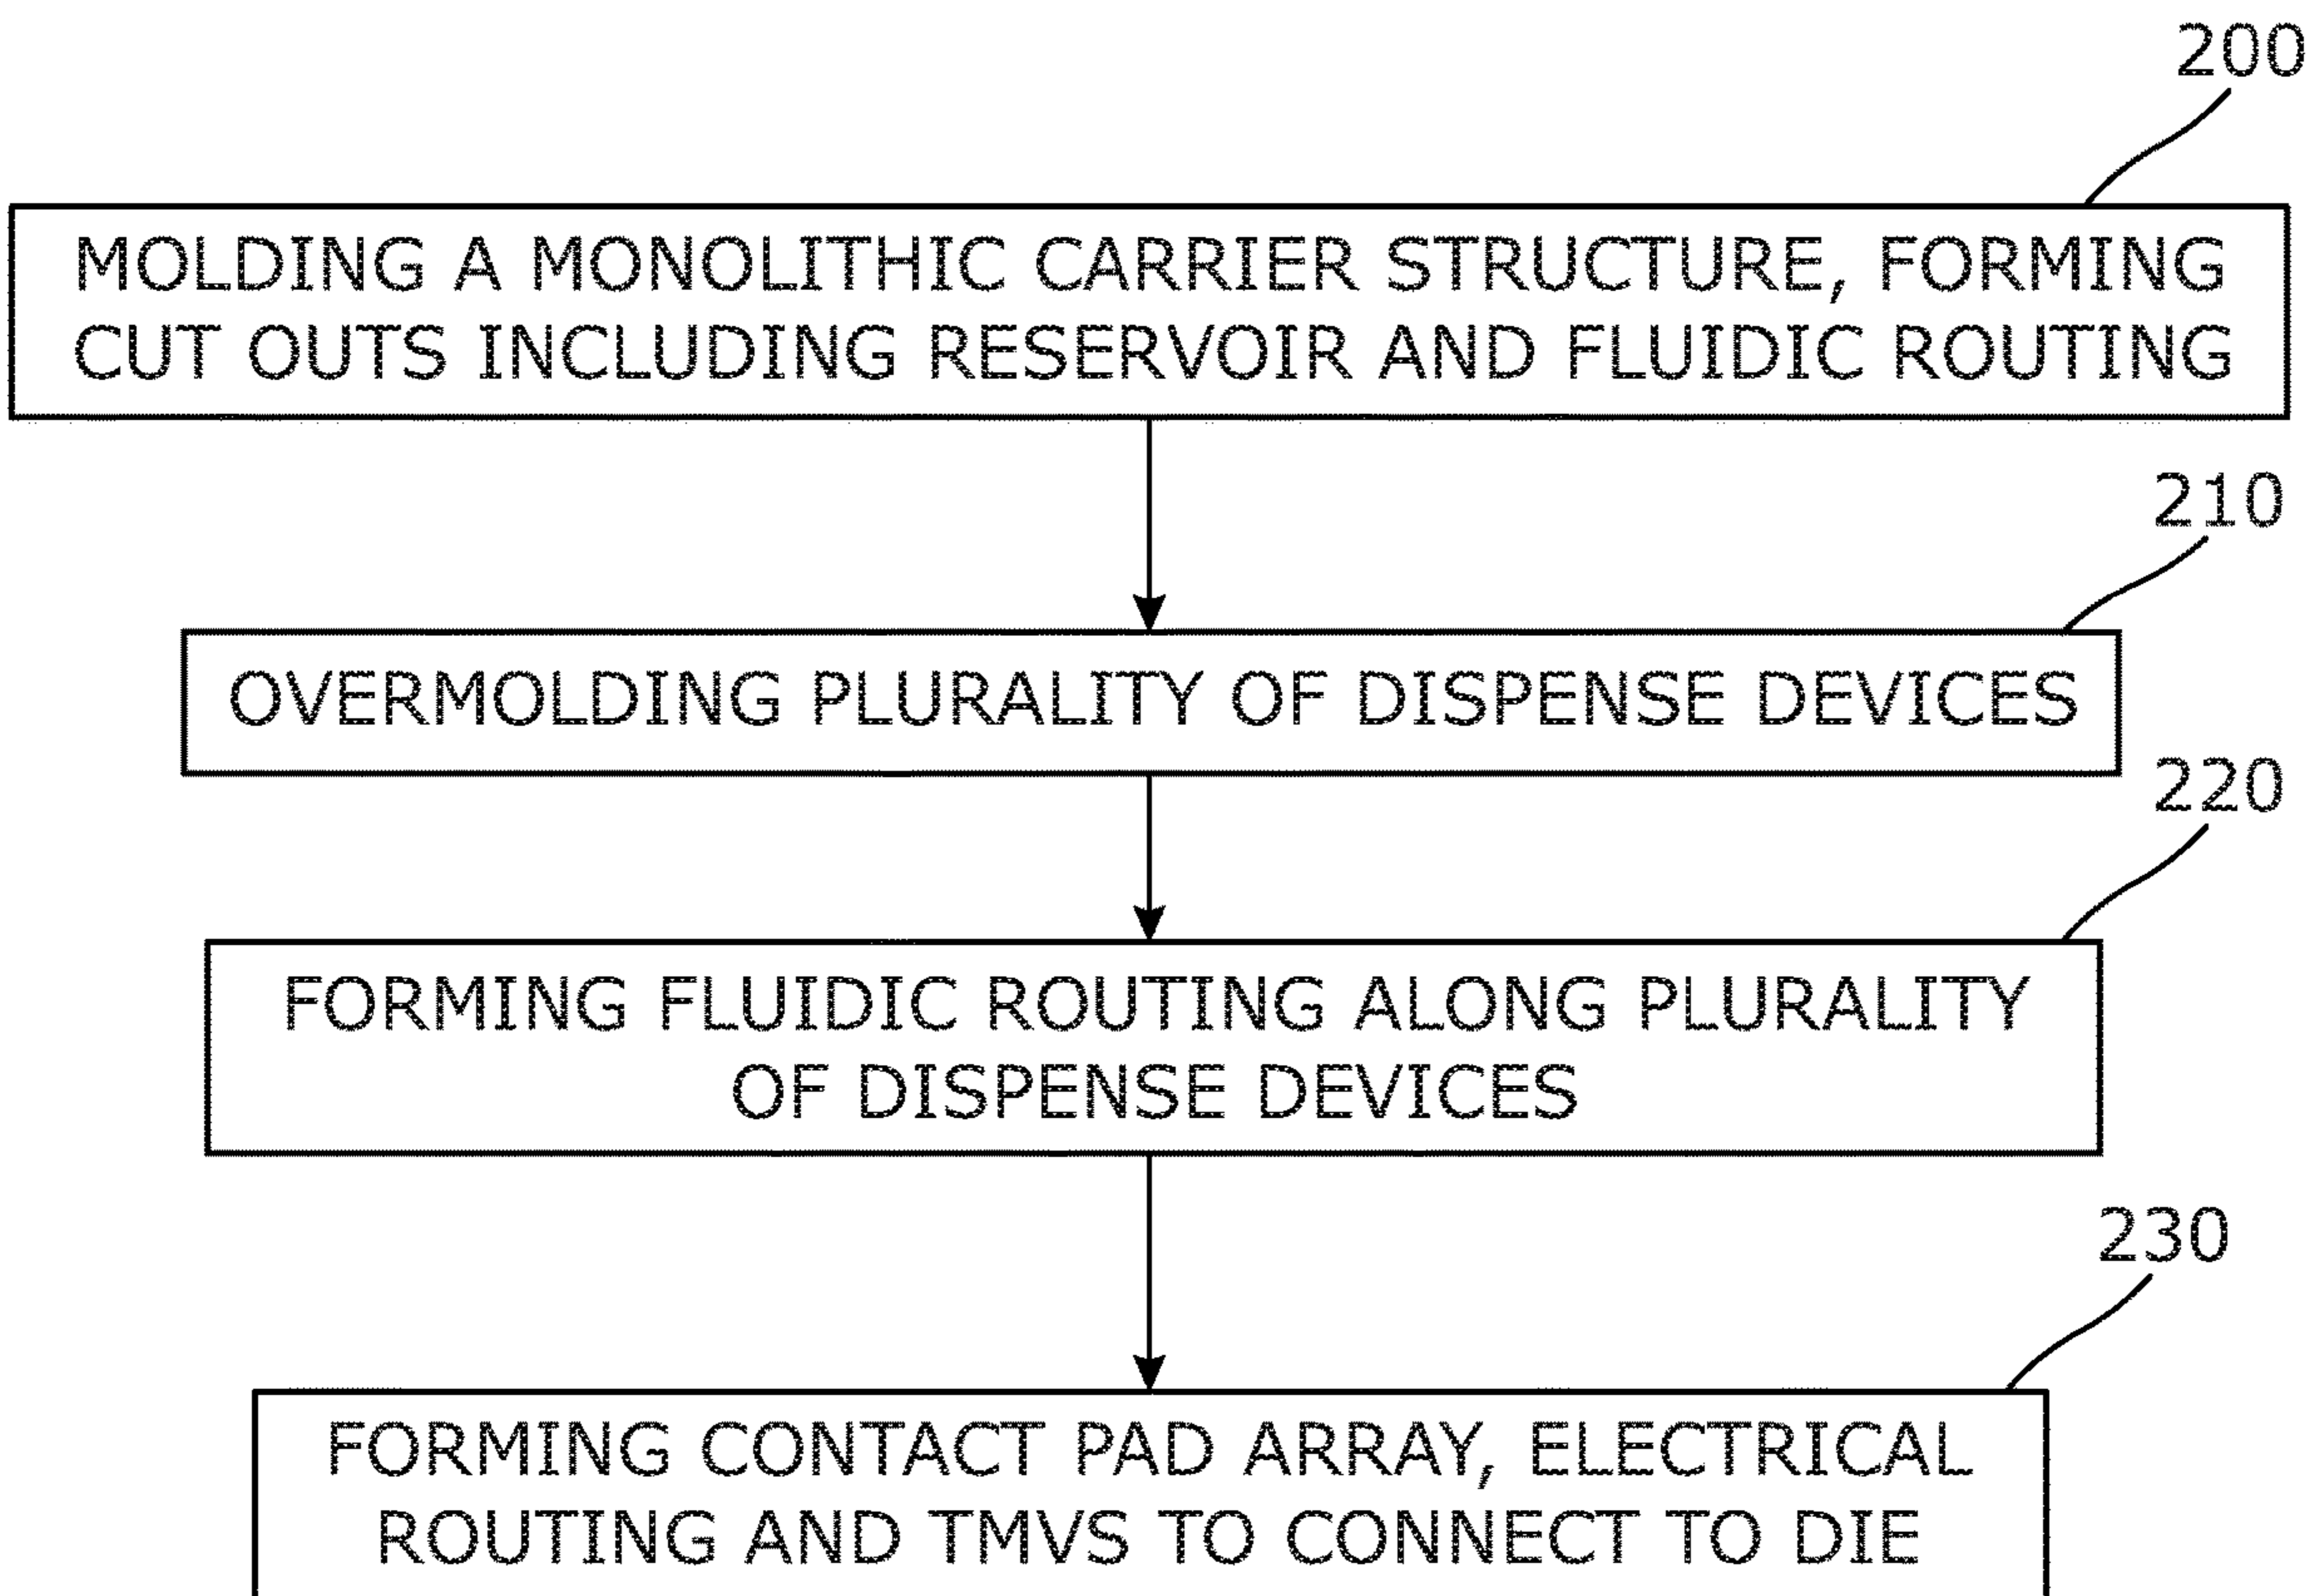 200
MOLDING A MONOLITHIC CARRIER STRUCTURE, FORMING
CUT OUTS INCLUDING RESERVOIR AND FLUIDIC ROUTING
210
OVERMOLDING PLURALITY OF DISPENSE DEVICES
220
FORMING FLUIDIC ROUTING ALONG PLURALITY
OF DISPENSE DEVICES
230
FORMING CONTACT PAD ARRAY, ELECTRICAL
ROUTING AND TMVS TO CONNECT TO DIE